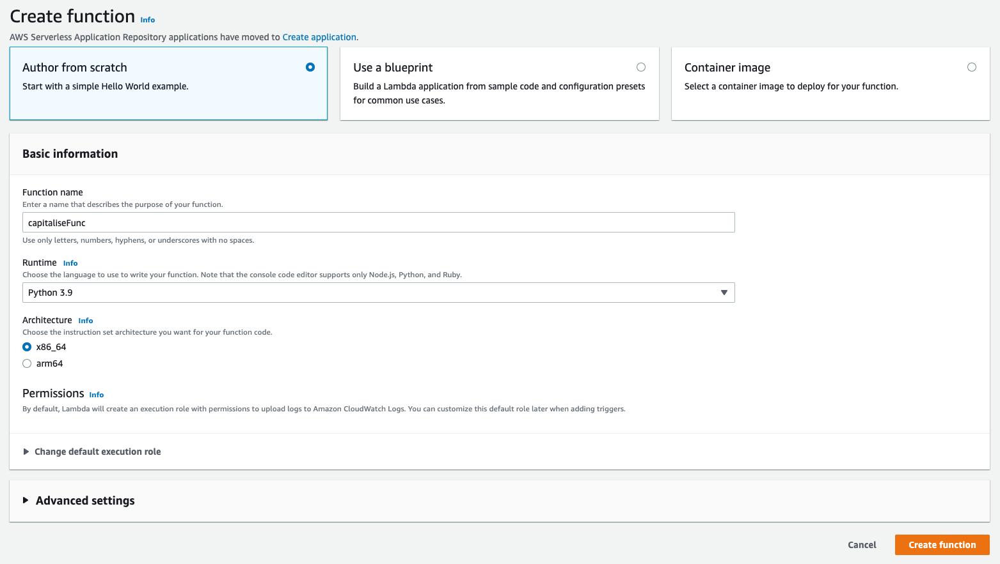 Create function Info
AWS Serverless Application Repository applications have moved to Create application.
Author from scratch
Start with a simple Hello World example.
Use a blueprint
Build a Lambda application from sample code and configuration presets
for common use cases.
Container image
Select a container image to deploy for your function.
Basic information
Function name
Enter a name that describes the purpose of your function.
capitaliseFunc
Use only letters, numbers, hyphens, or underscores with no spaces.
Runtime Info
Choose the language to use to write your function. Note that the console code editor supports only Node.js, Python, and Ruby.
Python 3.9
Architecture Info
Choose the instruction set architecture you want for your function code.
x86_64
arm64
Permissions Info
By default, Lambda will create an execution role with permissions to upload logs to Amazon CloudWatch Logs. You can customize this default role later when adding triggers.
Change default execution role
Advanced settings
Cancel
Create function